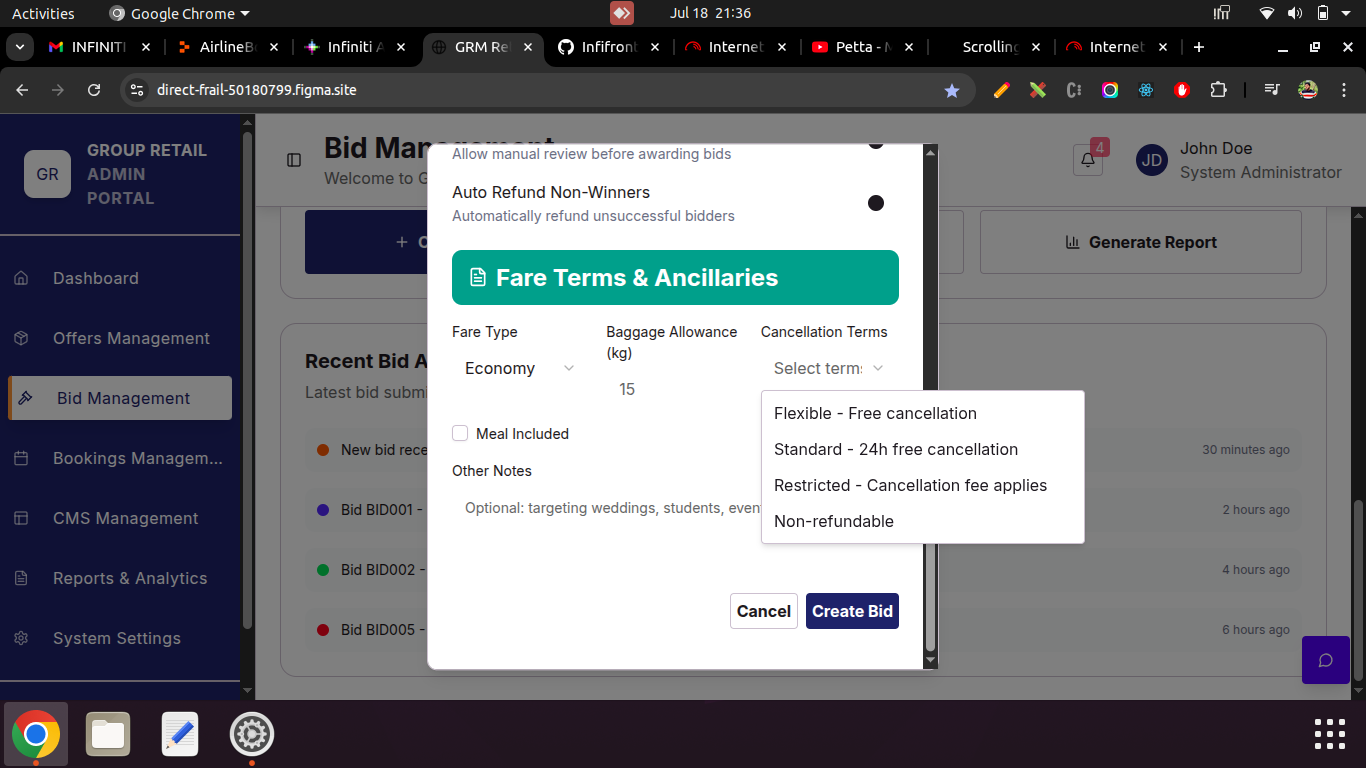 Activities
Google Chrome
Jul 18 21:36
INFINITI
AirlineB
Infiniti A
GRM Re
Infifron
Internet
Petta - M
Scrolling
Internet
direct-frail-50180799.figma.site
GR
GROUP RETAIL
ADMIN
PORTAL
Dashboard
Offers Management
Bid Management
Bookings Managem...
CMS Management
Reports & Analytics
System Settings
Bid Management
Welcome to G
4
JD
John Doe
System Administrator
+ C
Generate Report
Recent Bid A
Latest bid submi
New bid rece
30 minutes ago
Bid BID001 -
2 hours ago
Bid BID002 -
4 hours ago
Bid BID005 -
6 hours ago
Allow manual review before awarding bids
Auto Refund Non-Winners
Automatically refund unsuccessful bidders
Fare Terms & Ancillaries
Fare Type
Baggage Allowance
(kg)
Cancellation Terms
Economy
15
Select terms
Flexible - Free cancellation
Standard - 24h free cancellation
Restricted - Cancellation fee applies
Non-refundable
Meal Included
Other Notes
Optional: targeting weddings, students, even
Cancel
Create Bid